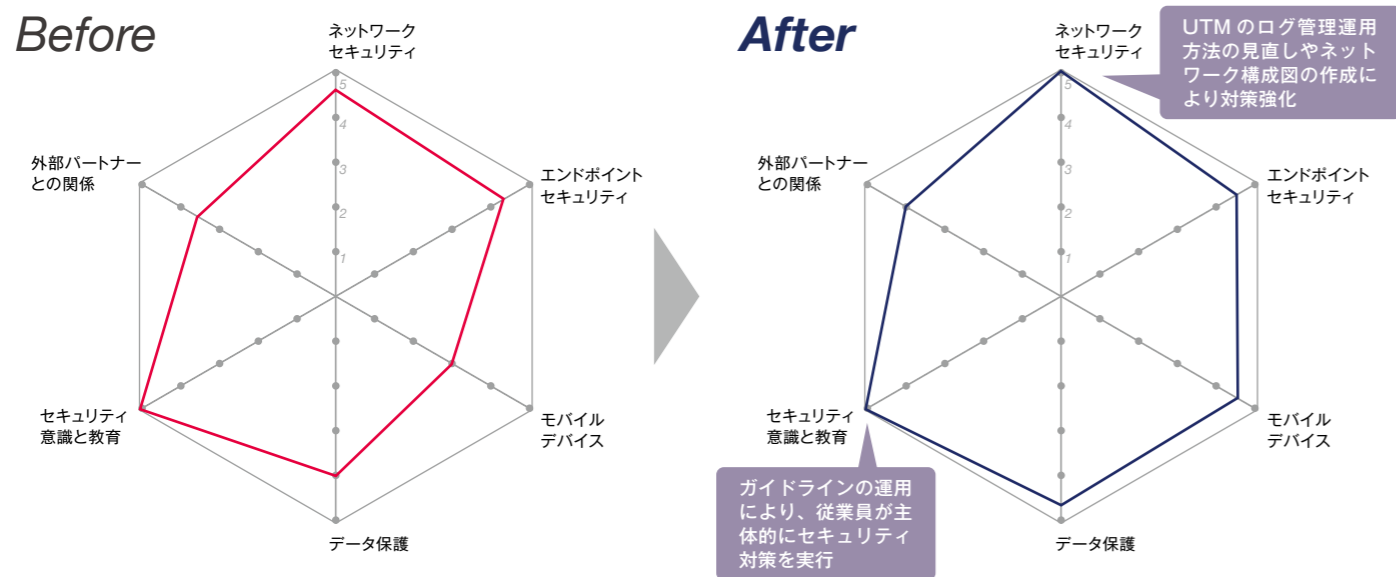 Before
ネットワーク
セキュリティ
5
4
3
2
1
外部パートナー
との関係
エンドポイント
セキュリティ
セキュリティ
意識と教育
モバイル
デバイス
データ保護
After
ネットワーク
セキュリティ
UTM のログ管理運用
方法の見直しやネット
ワーク構成図の作成に
より対策強化
5
4
3
2
1
外部パートナー
との関係
エンドポイント
セキュリティ
セキュリティ
意識と教育
モバイル
デバイス
ガイドラインの運用
により、従業員が主
体的にセキュリティ
対策を実行
データ保護